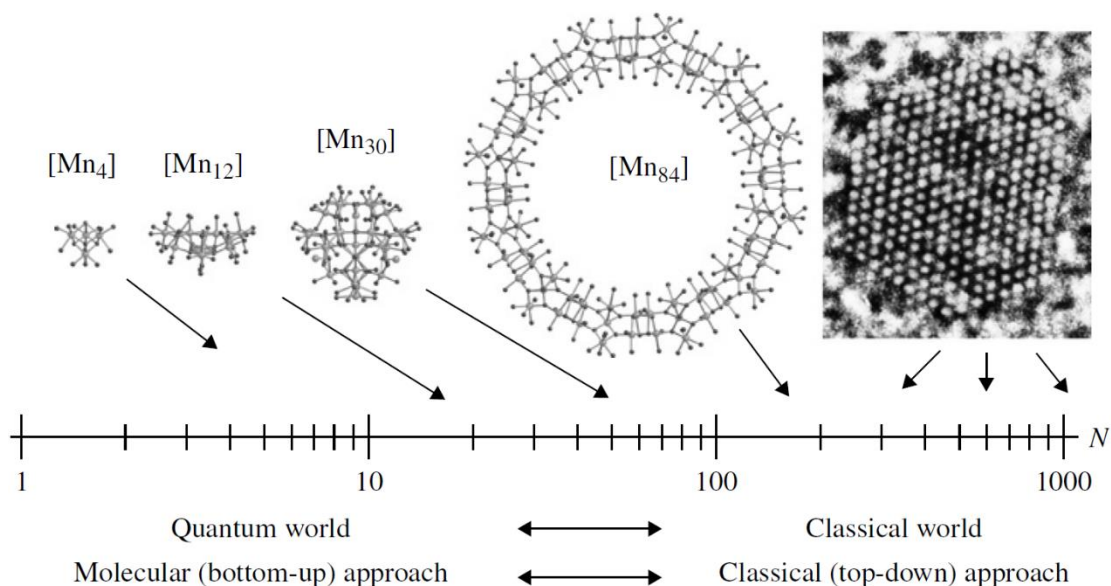 [Mn₄]
[Mn₁₂]
[Mn₃₀]
[Mn₈₄]
1 10 100 1000 N
Quantum world Classical world
Molecular (bottom-up) approach Classical (top-down) approach